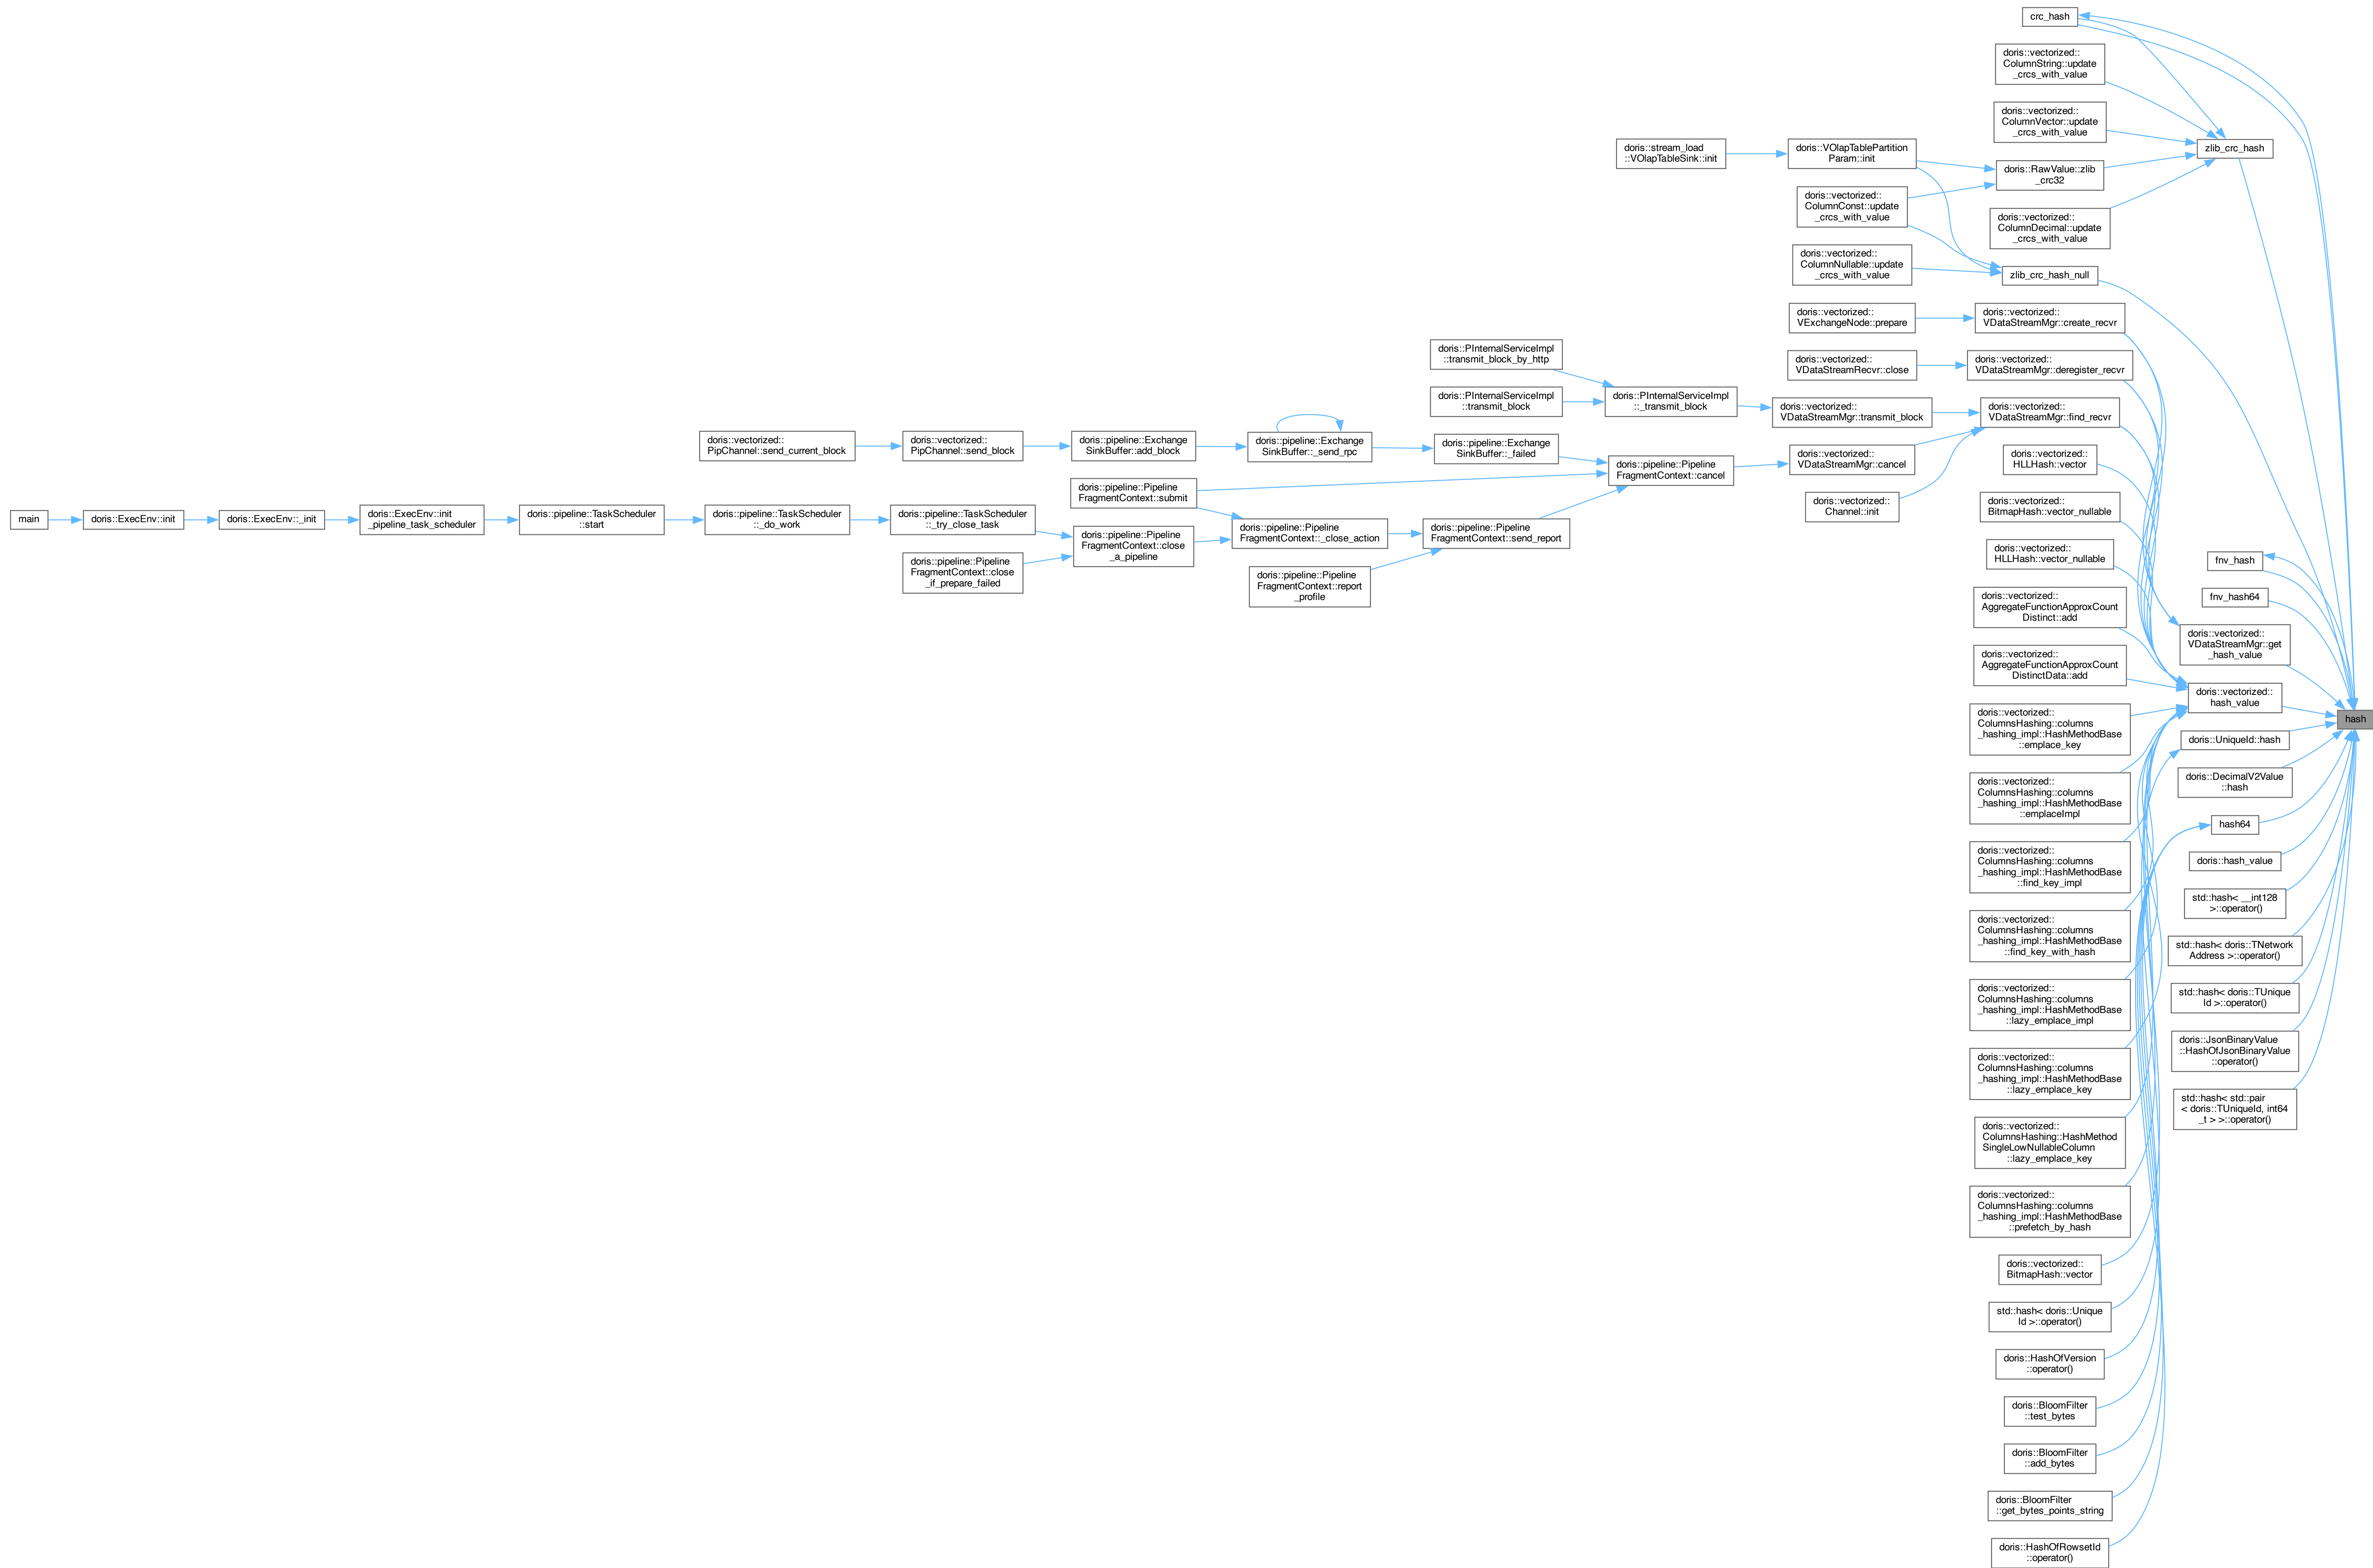 crc_hash
doris::vectorized::
ColumnString::update
_crcs_with_value
doris::vectorized::
ColumnVector::update
_crcs_with_value
zlib_crc_hash
doris::stream_load
::VOlapTableSink::init
doris::VOlapTablePartition
Param::init
doris::RawValue::zlib
_crc32
doris::vectorized::
ColumnConst::update
_crcs_with_value
doris::vectorized::
ColumnDecimal::update
_crcs_with_value
doris::vectorized::
ColumnNullable::update
_crcs_with_value
zlib_crc_hash_null
doris::vectorized::
VExchangeNode::prepare
doris::vectorized::
VDataStreamMgr::create_recvr
doris::PInternalServiceImpl
::transmit_block_by_http
doris::vectorized::
VDataStreamRecvr::close
doris::vectorized::
VDataStreamMgr::deregister_recvr
doris::PInternalServiceImpl
::transmit_block
doris::PInternalServiceImpl
::_transmit_block
doris::vectorized::
VDataStreamMgr::transmit_block
doris::vectorized::
VDataStreamMgr::find_recvr
doris::vectorized::
PipChannel::send_current_block
doris::vectorized::
PipChannel::send_block
doris::pipeline::Exchange
SinkBuffer::add_block
doris::pipeline::Exchange
SinkBuffer::_send_rpc
doris::pipeline::Exchange
SinkBuffer::_failed
doris::pipeline::Pipeline
FragmentContext::cancel
doris::vectorized::
VDataStreamMgr::cancel
doris::vectorized::
HLLHash::vector
doris::pipeline::Pipeline
FragmentContext::submit
doris::vectorized::
Channel::init
doris::vectorized::
BitmapHash::vector_nullable
main
doris::ExecEnv::init
doris::ExecEnv::_init
doris::ExecEnv::init
_pipeline_task_scheduler
doris::pipeline::TaskScheduler
::start
doris::pipeline::TaskScheduler
::_do_work
doris::pipeline::TaskScheduler
::_try_close_task
doris::pipeline::Pipeline
FragmentContext::close
_a_pipeline
doris::pipeline::Pipeline
FragmentContext::_close_action
doris::pipeline::Pipeline
FragmentContext::send_report
doris::pipeline::Pipeline
FragmentContext::close
_if_prepare_failed
doris::pipeline::Pipeline
FragmentContext::report
_profile
doris::vectorized::
HLLHash::vector_nullable
fnv_hash
doris::vectorized::
AggregateFunctionApproxCount
Distinct::add
fnv_hash64
doris::vectorized::
VDataStreamMgr::get
_hash_value
doris::vectorized::
AggregateFunctionApproxCount
DistinctData::add
doris::vectorized::
hash_value
hash
doris::vectorized::
ColumnsHashing::columns
_hashing_impl::HashMethodBase
::emplace_key
doris::UniqueId::hash
doris::DecimalV2Value
::hash
doris::vectorized::
ColumnsHashing::columns
_hashing_impl::HashMethodBase
::emplaceImpl
hash64
doris::vectorized::
ColumnsHashing::columns
_hashing_impl::HashMethodBase
::find_key_impl
doris::hash_value
std::hash< __int128
>::operator()
doris::vectorized::
ColumnsHashing::columns
_hashing_impl::HashMethodBase
::find_key_with_hash
std::hash< doris::TNetwork
Address >::operator()
doris::vectorized::
ColumnsHashing::columns
_hashing_impl::HashMethodBase
::lazy_emplace_impl
std::hash< doris::TUnique
Id >::operator()
doris::JsonBinaryValue
::HashOfJsonBinaryValue
::operator()
doris::vectorized::
ColumnsHashing::columns
_hashing_impl::HashMethodBase
::lazy_emplace_key
std::hash< std::pair
< doris::TUniqueId, int64
_t > >::operator()
doris::vectorized::
ColumnsHashing::HashMethod
SingleLowNullableColumn
::lazy_emplace_key
doris::vectorized::
ColumnsHashing::columns
_hashing_impl::HashMethodBase
::prefetch_by_hash
doris::vectorized::
BitmapHash::vector
std::hash< doris::Unique
Id >::operator()
doris::HashOfVersion
::operator()
doris::BloomFilter
::test_bytes
doris::BloomFilter
::add_bytes
doris::BloomFilter
::get_bytes_points_string
doris::HashOfRowsetId
::operator()